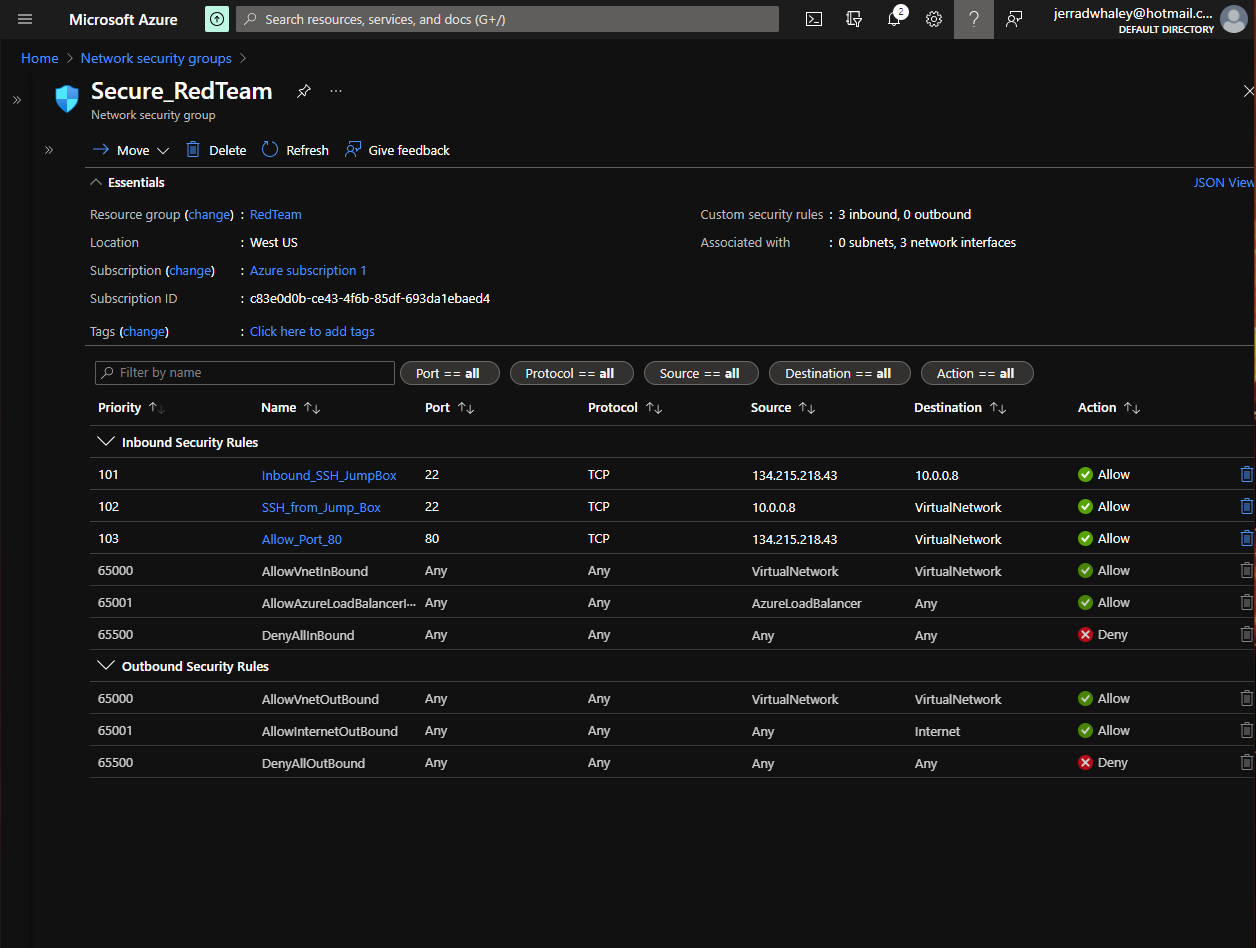 Microsoft Azure
Search resources, services, and docs (G+/)
2
jerradwhaley@hotmail.c...
DEFAULT DIRECTORY
Home > Network security groups >
Secure_RedTeam ...
Network security group
Move Delete Refresh Give feedback
Essentials JSON View
Resource group (change) : RedTeam Custom security rules : 3 inbound, 0 outbound
Location : West US Associated with : 0 subnets, 3 network interfaces
Subscription (change) : Azure subscription 1
Subscription ID : c83e0d0b-ce43-4f6b-85df-693da1ebaed4
Tags (change) : Click here to add tags
Filter by name Port == all Protocol == all Source == all Destination == all Action == all
Priority Name Port Protocol Source Destination Action
Inbound Security Rules
101 Inbound_SSH_JumpBox 22 TCP 134.215.218.43 10.0.0.8 Allow
102 SSH_from_Jump_Box 22 TCP 10.0.0.8 VirtualNetwork Allow
103 Allow_Port_80 80 TCP 134.215.218.43 VirtualNetwork Allow
65000 AllowVnetInBound Any Any VirtualNetwork VirtualNetwork Allow
65001 AllowAzureLoadBalancerI... Any Any AzureLoadBalancer Any Allow
65500 DenyAllInBound Any Any Any Any Deny
Outbound Security Rules
65000 AllowVnetOutBound Any Any VirtualNetwork VirtualNetwork Allow
65001 AllowInternetOutBound Any Any Any Internet Allow
65500 DenyAllOutBound Any Any Any Any Deny